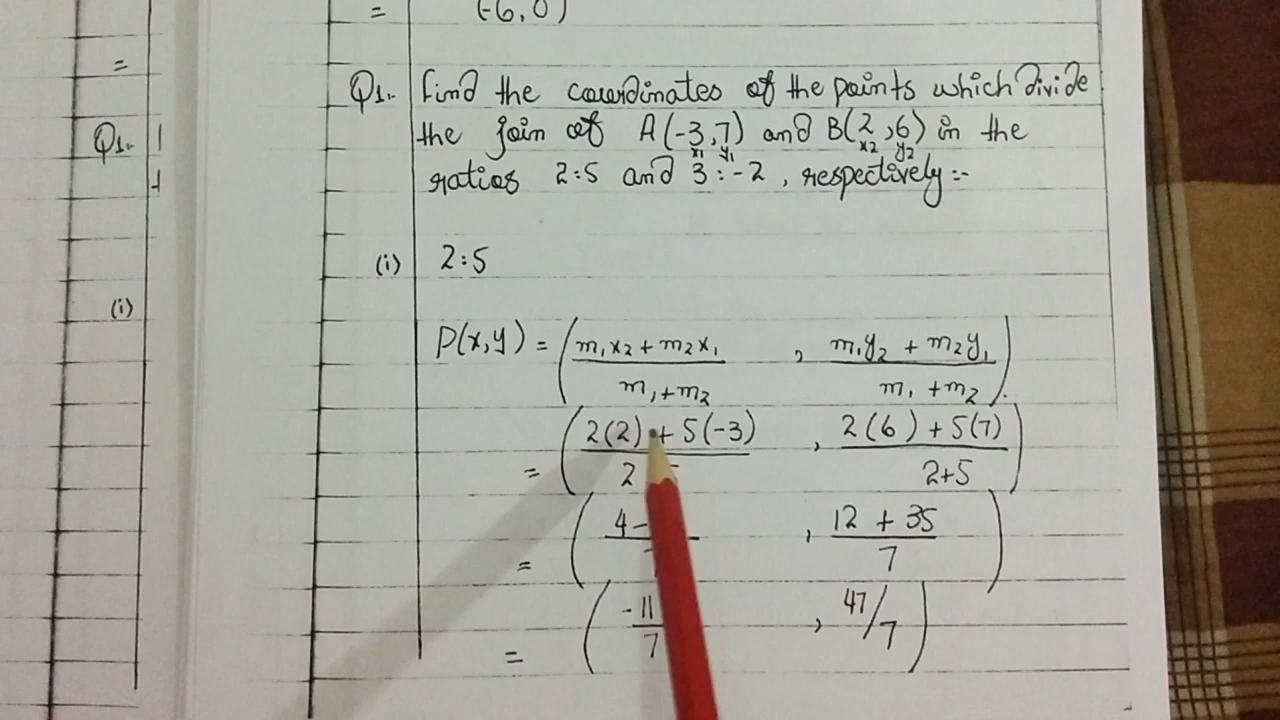 = (-6,0)
=
Q1.. Find the coordinates of the points which divide
the join of A(-3,7) and B(2,6) in the
x1 y1 x2 y2
ratios 2:5 and 3:-2, respectively:-
Q1..
(i) 2:5
(i)
P(x,y) = (m1x2 + m2x1 / m1+m2 , m1y2 + m2y1 / m1+m2).
= (2(2) + 5(-3) / 2 , 2(6) + 5(7) / 2+5)
= (4- / 7 , 12 + 35 / 7)
= (-11 / 7 , 47/7)